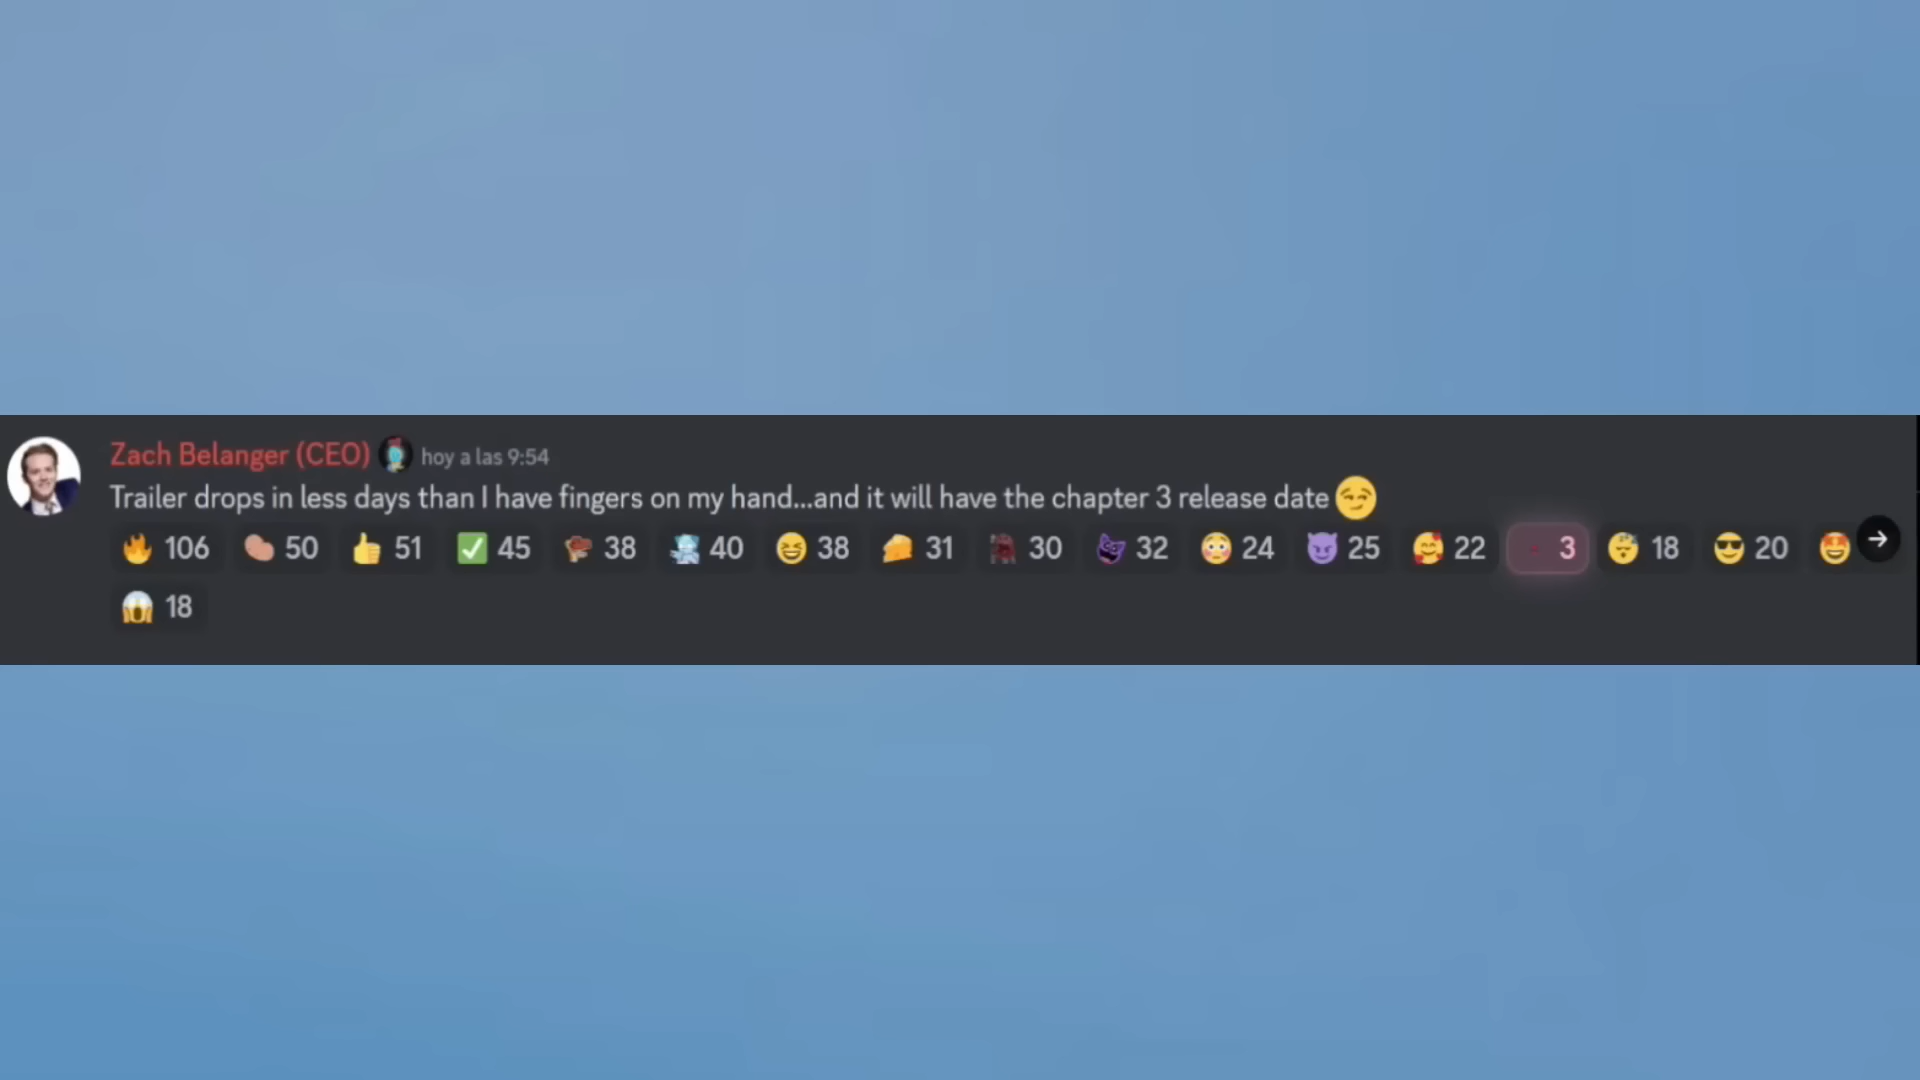 Zach Belanger (CEO) hoy a las 9:54
Trailer drops in less days than I have fingers on my hand...and it will have the chapter 3 release date 😏
🔥 106 🥔 50 👍 51 ✅ 45 38 40 😆 38 🧀 31 30 32 😳 24 😈 25 🥰 22 3 😴 18 😎 20 🤩
😱 18